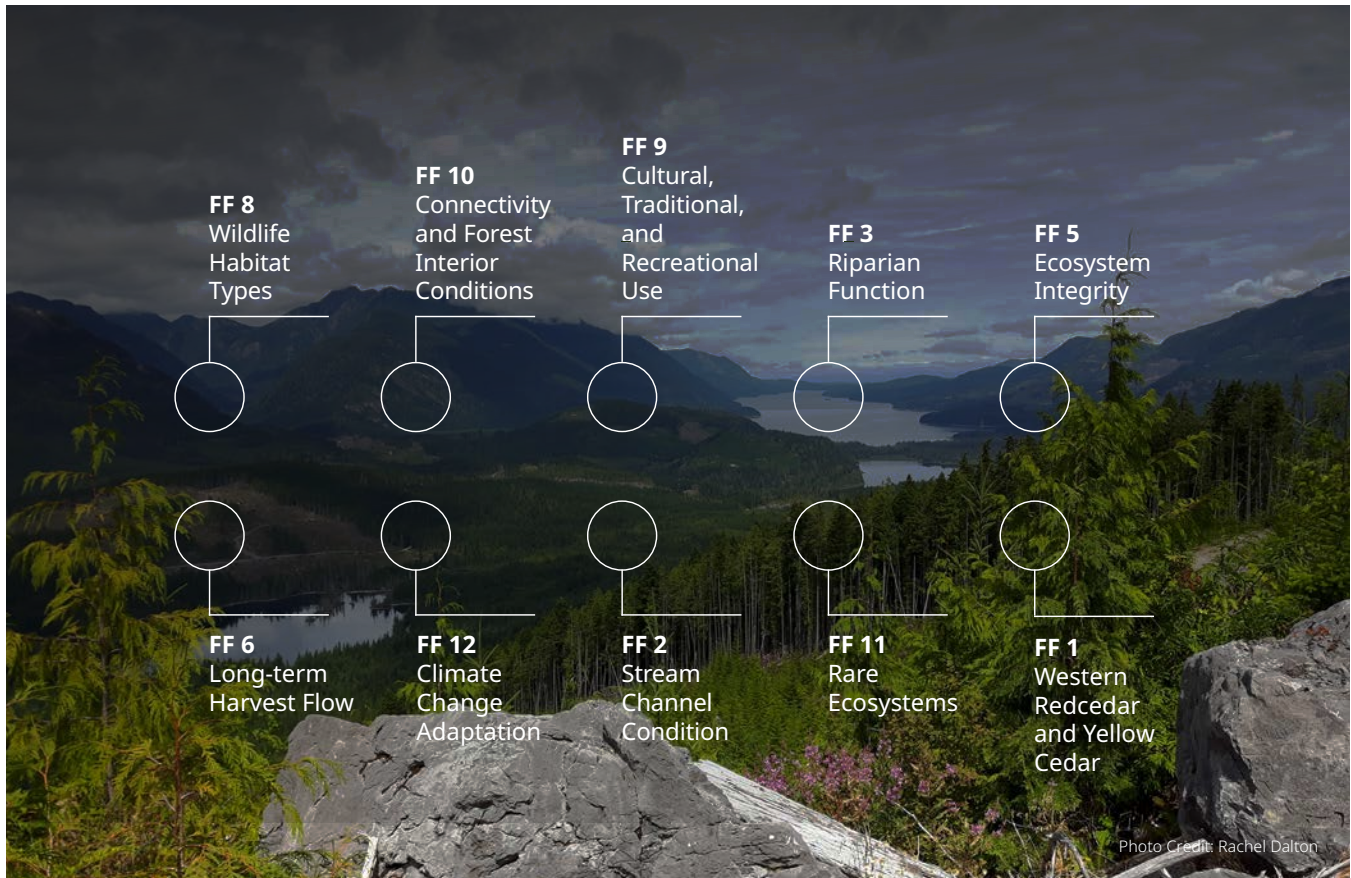 FF 8
Wildlife
Habitat
Types
FF 10
Connectivity
and Forest
Interior
Conditions
FF 9
Cultural,
Traditional,
and
Recreational
Use
FF 3
Riparian
Function
FF 5
Ecosystem
Integrity
FF 6
Long-term
Harvest Flow
FF 12
Climate
Change
Adaptation
FF 2
Stream
Channel
Condition
FF 11
Rare
Ecosystems
FF 1
Western
Redcedar
and Yellow
Cedar
Photo Credit: Rachel Dalton